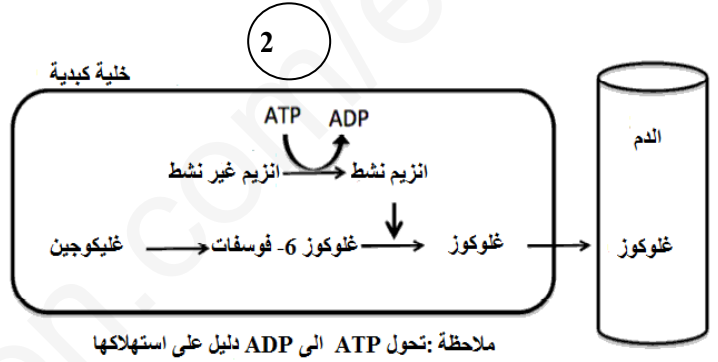 2
خلية كبدية
ATP ADP
انزيم غير نشط انزيم نشط
الدم
غليكوجين غلوكوز 6- فوسفات غلوكوز غلوكوز
ملاحظة :تحول ATP الى ADP دليل على استهلاكها